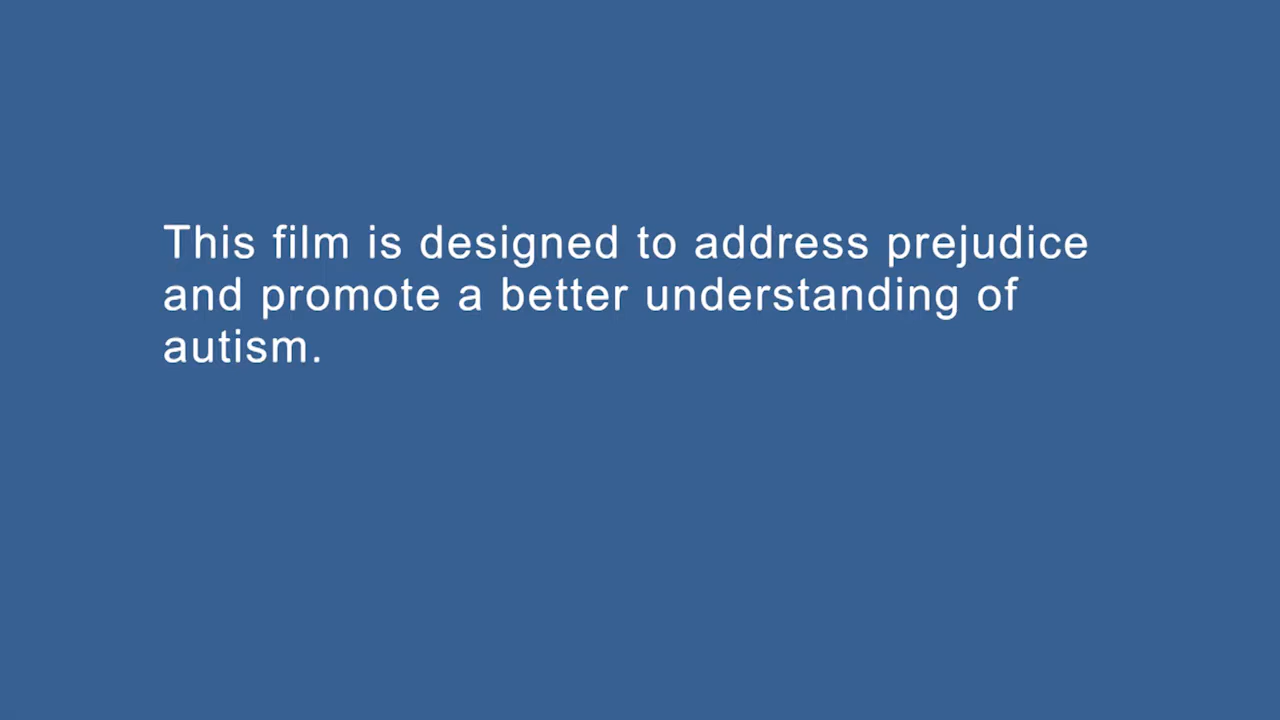 This film is designed to address prejudice
and promote a better understanding of
autism.